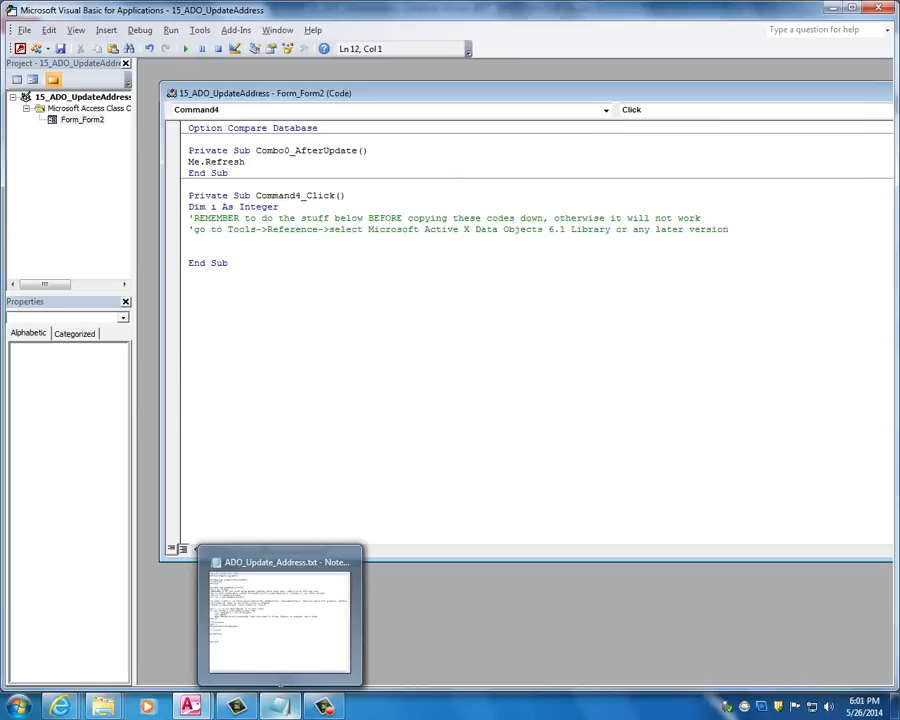 Microsoft Visual Basic for Applications - 15_ADO_UpdateAddress
File Edit View Insert Debug Run Tools Add-Ins Window Help
Type a question for help
Ln 12, Col 1
Project - 15_ADO_UpdateAddre
15_ADO_UpdateAddress
Microsoft Access Class O
Form_Form2
15_ADO_UpdateAddress - Form_Form2 (Code)
Command4
Click
Option Compare Database
Private Sub Combo0_AfterUpdate()
Me.Refresh
End Sub
Private Sub Command4_Click()
Dim i As Integer
'REMEMBER to do the stuff below BEFORE copying these codes down, otherwise it will not work
'go to Tools->Reference->select Microsoft Active X Data Objects 6.1 Library or any later version
End Sub
Properties
Alphabetic Categorized
ADO_Update_Address.txt - Note...
6:01 PM
5/26/2014